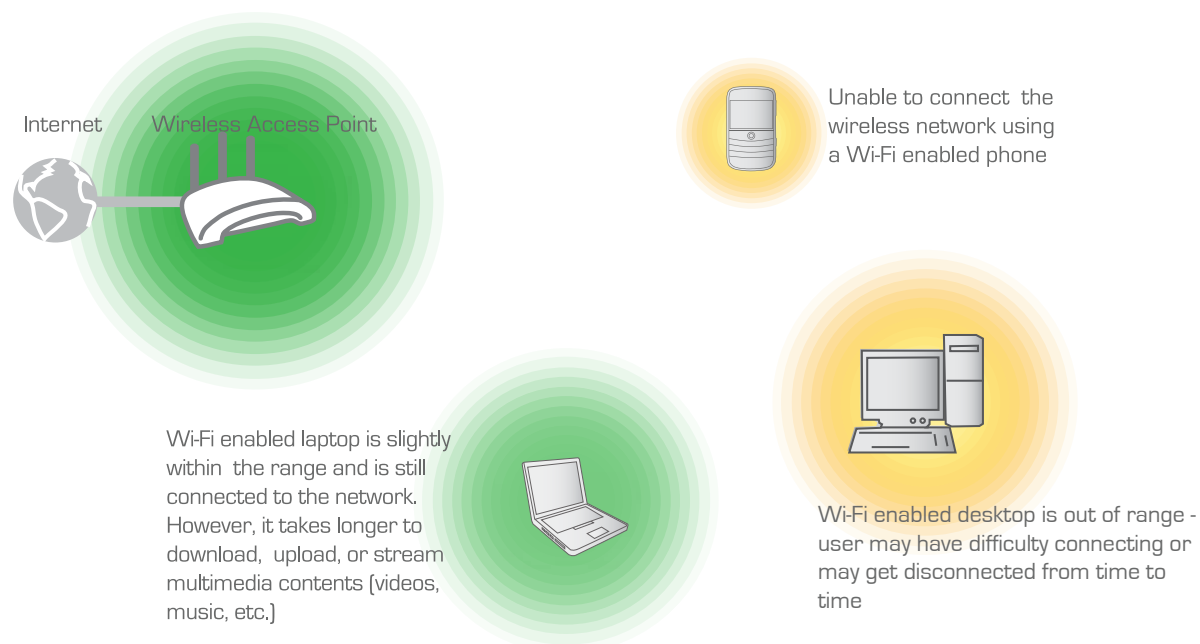 Internet
Wireless Access Point
Unable to connect the
wireless network using
a Wi-Fi enabled phone
Wi-Fi enabled laptop is slightly
within the range and is still
connected to the network.
However, it takes longer to
download, upload, or stream
multimedia contents (videos,
music, etc.)
Wi-Fi enabled desktop is out of range -
user may have difficulty connecting or
may get disconnected from time to
time